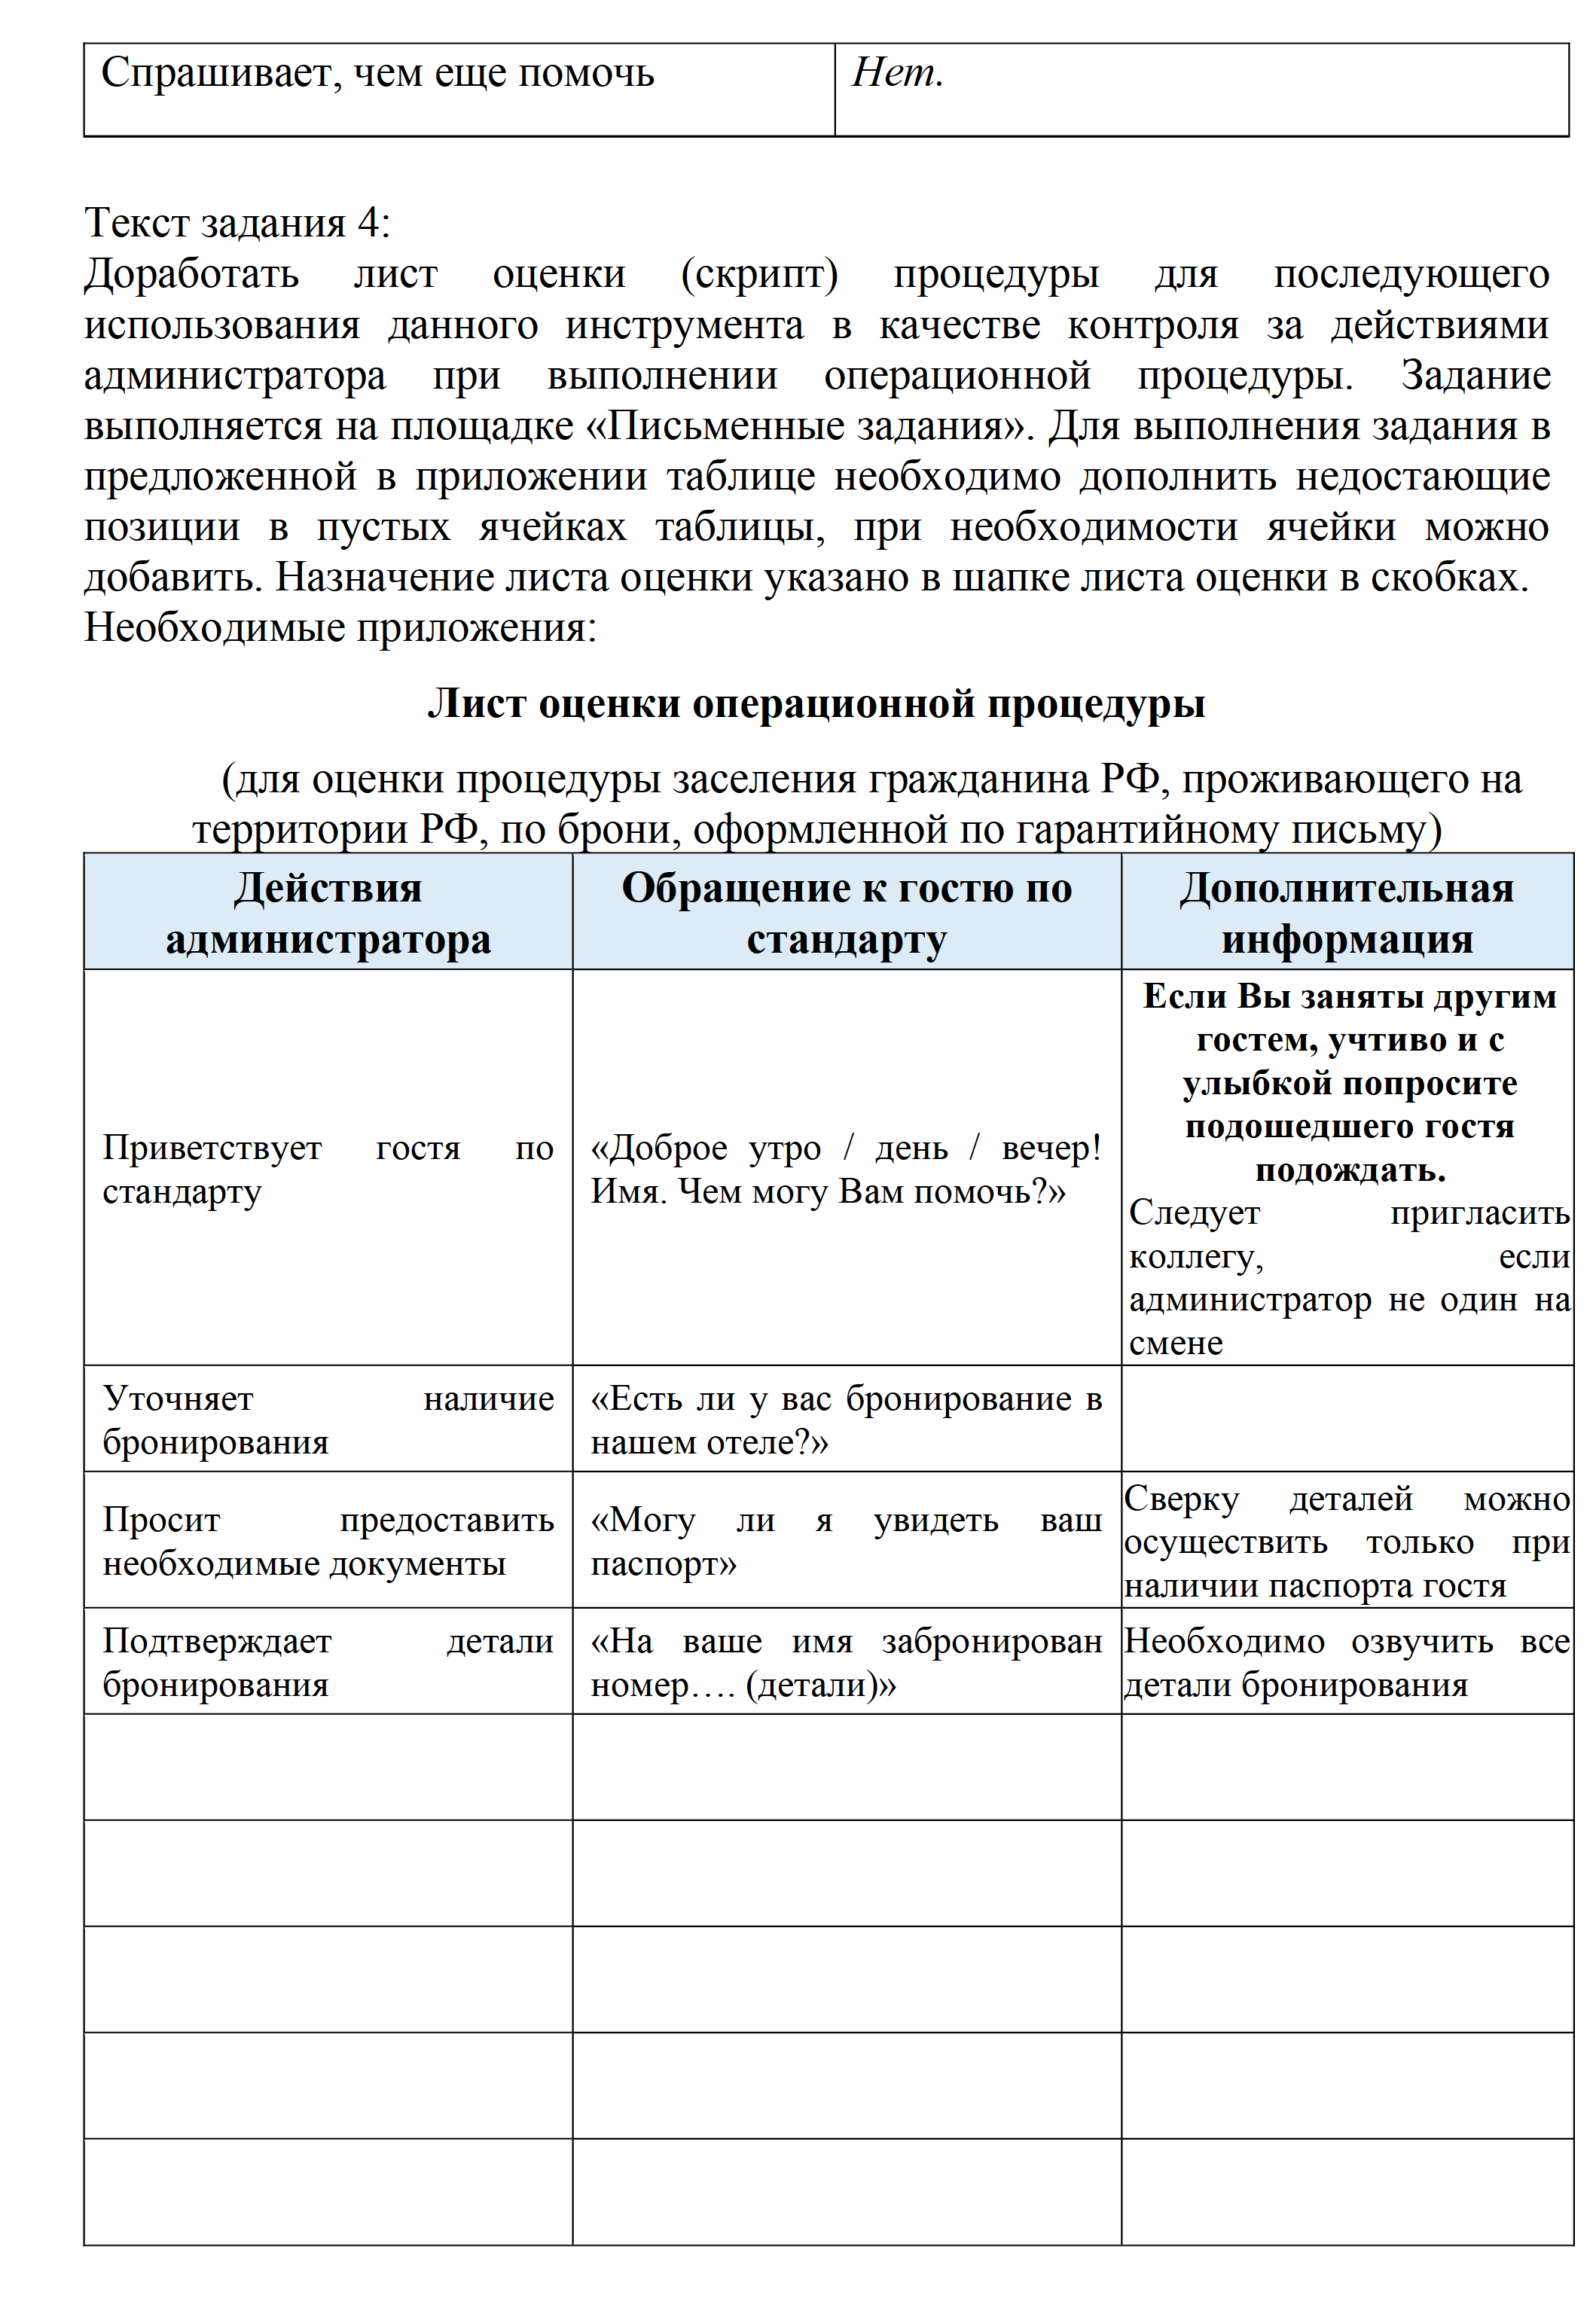 Спрашивает, чем еще помочь
Нет.
Текст задания 4:
Доработать лист оценки (скрипт) процедуры для последующего
использования данного инструмента в качестве контроля за действиями
администратора при выполнении операционной процедуры. Задание
выполняется на площадке «Письменные задания». Для выполнения задания в
предложенной в приложении таблице необходимо дополнить недостающие
позиции в пустых ячейках таблицы, при необходимости ячейки можно
добавить. Назначение листа оценки указано в шапке листа оценки в скобках.
Необходимые приложения:
Лист оценки операционной процедуры
(для оценки процедуры заселения гражданина РФ, проживающего на
территории РФ, по брони, оформленной по гарантийному письму)
Действия
администратора
Обращение к гостю по
стандарту
Дополнительная
информация
Приветствует гостя по
стандарту
«Доброе утро / день / вечер!
Имя. Чем могу Вам помочь?»
Если Вы заняты другим
гостем, учтиво и с
улыбкой попросите
подошедшего гостя
подождать.
Следует пригласить
коллегу, если
администратор не один на
смене
Уточняет наличие
бронирования
«Есть ли у вас бронирование в
нашем отеле?»
Просит предоставить
необходимые документы
«Могу ли я увидеть ваш
паспорт»
Сверку деталей можно
осуществить только при
наличии паспорта гостя
Подтверждает детали
бронирования
«На ваше имя забронирован
номер…. (детали)»
Необходимо озвучить все
детали бронирования